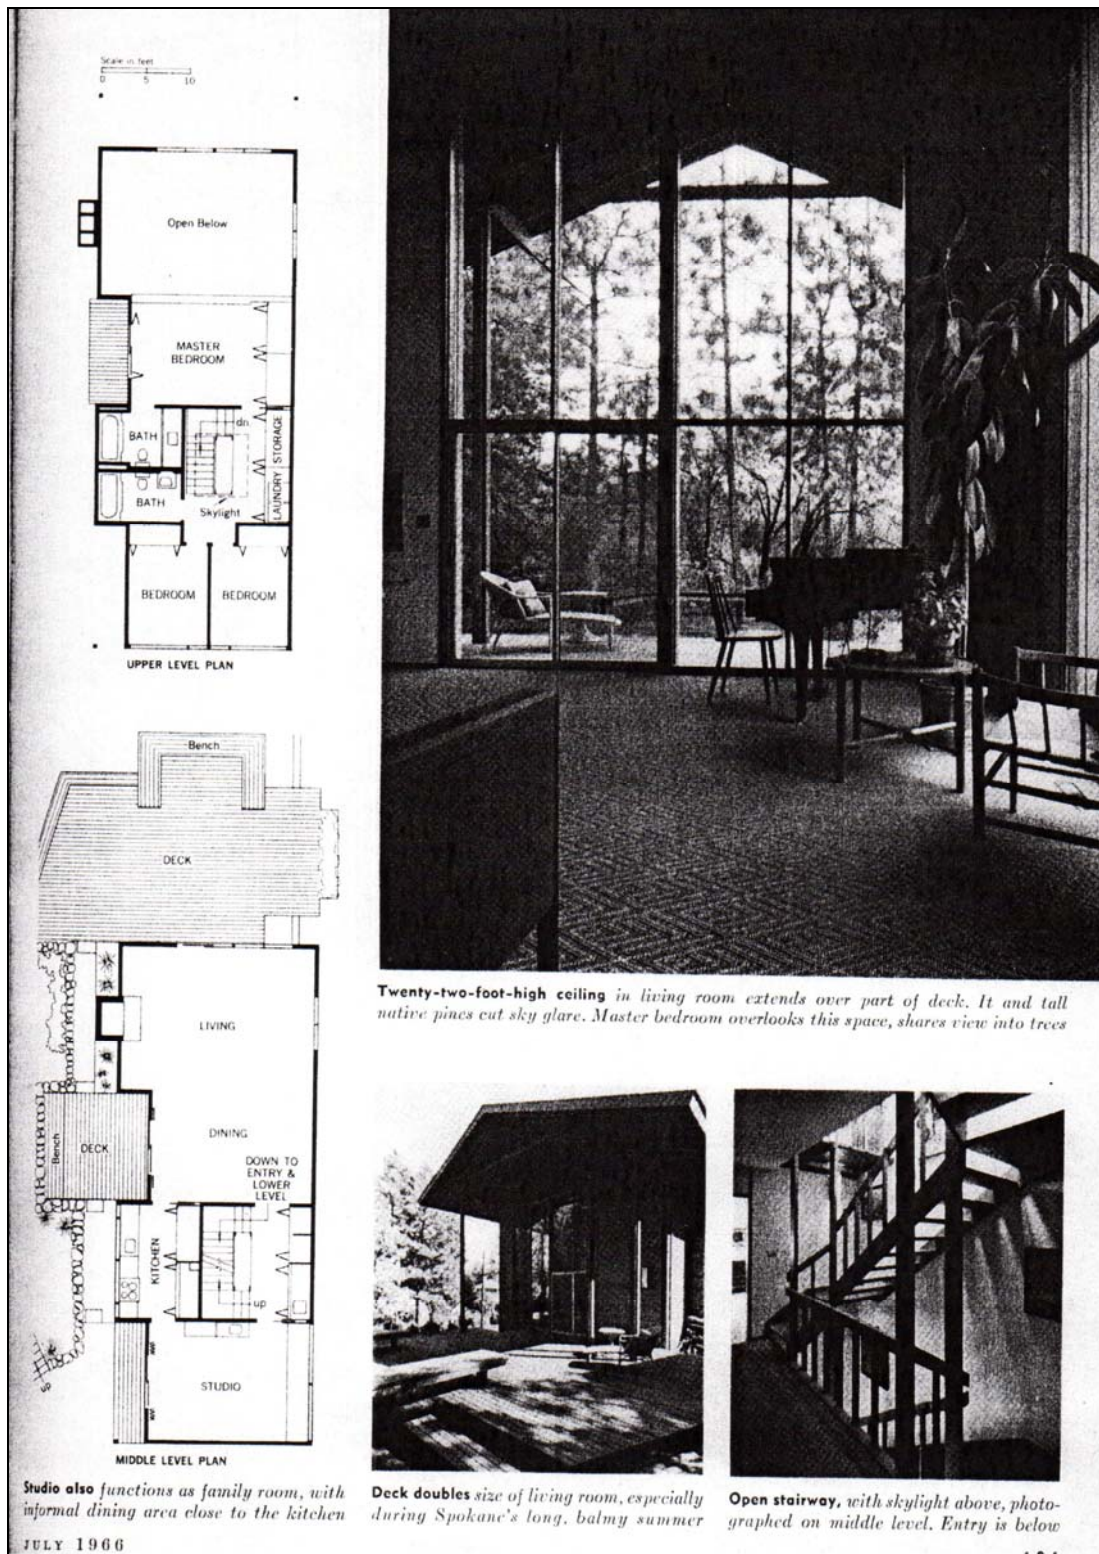 Scale in feet
0 5 10
Open Below
MASTER
BEDROOM
dn.
BATH
BATH
LAUNDRY STORAGE
Skylight
BEDROOM
BEDROOM
UPPER LEVEL PLAN
Bench
DECK
LIVING
Bench
DECK
DINING
DOWN TO
ENTRY &
LOWER
LEVEL
KITCHEN
up
up
STUDIO
MIDDLE LEVEL PLAN
Twenty-two-foot-high ceiling in living room extends over part of deck. It and tall
native pines cut sky glare. Master bedroom overlooks this space, shares view into trees
Studio also functions as family room, with
informal dining area close to the kitchen
Deck doubles size of living room, especially
during Spokane's long, balmy summer
Open stairway, with skylight above, photo-
graphed on middle level. Entry is below
JULY 1966